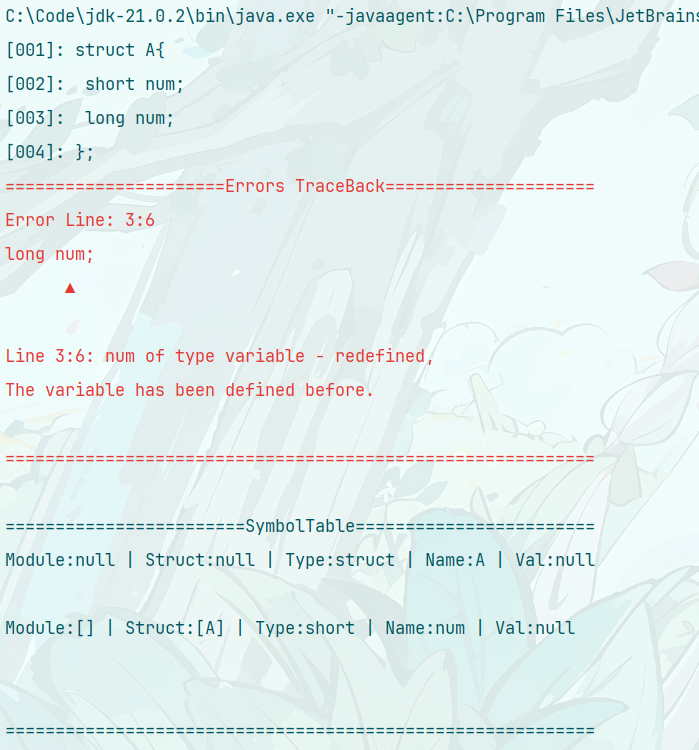 C:\Code\jdk-21.0.2\bin\java.exe "-javaagent:C:\Program Files\JetBrains
[001]: struct A{
[002]:  short num;
[003]:  long num;
[004]: };
======================Errors TraceBack=====================
Error Line: 3:6
long num;
      ▲
Line 3:6: num of type variable - redefined,
The variable has been defined before.
===========================================================
========================SymbolTable========================
Module:null | Struct:null | Type:struct | Name:A | Val:null
Module:[] | Struct:[A] | Type:short | Name:num | Val:null
===========================================================